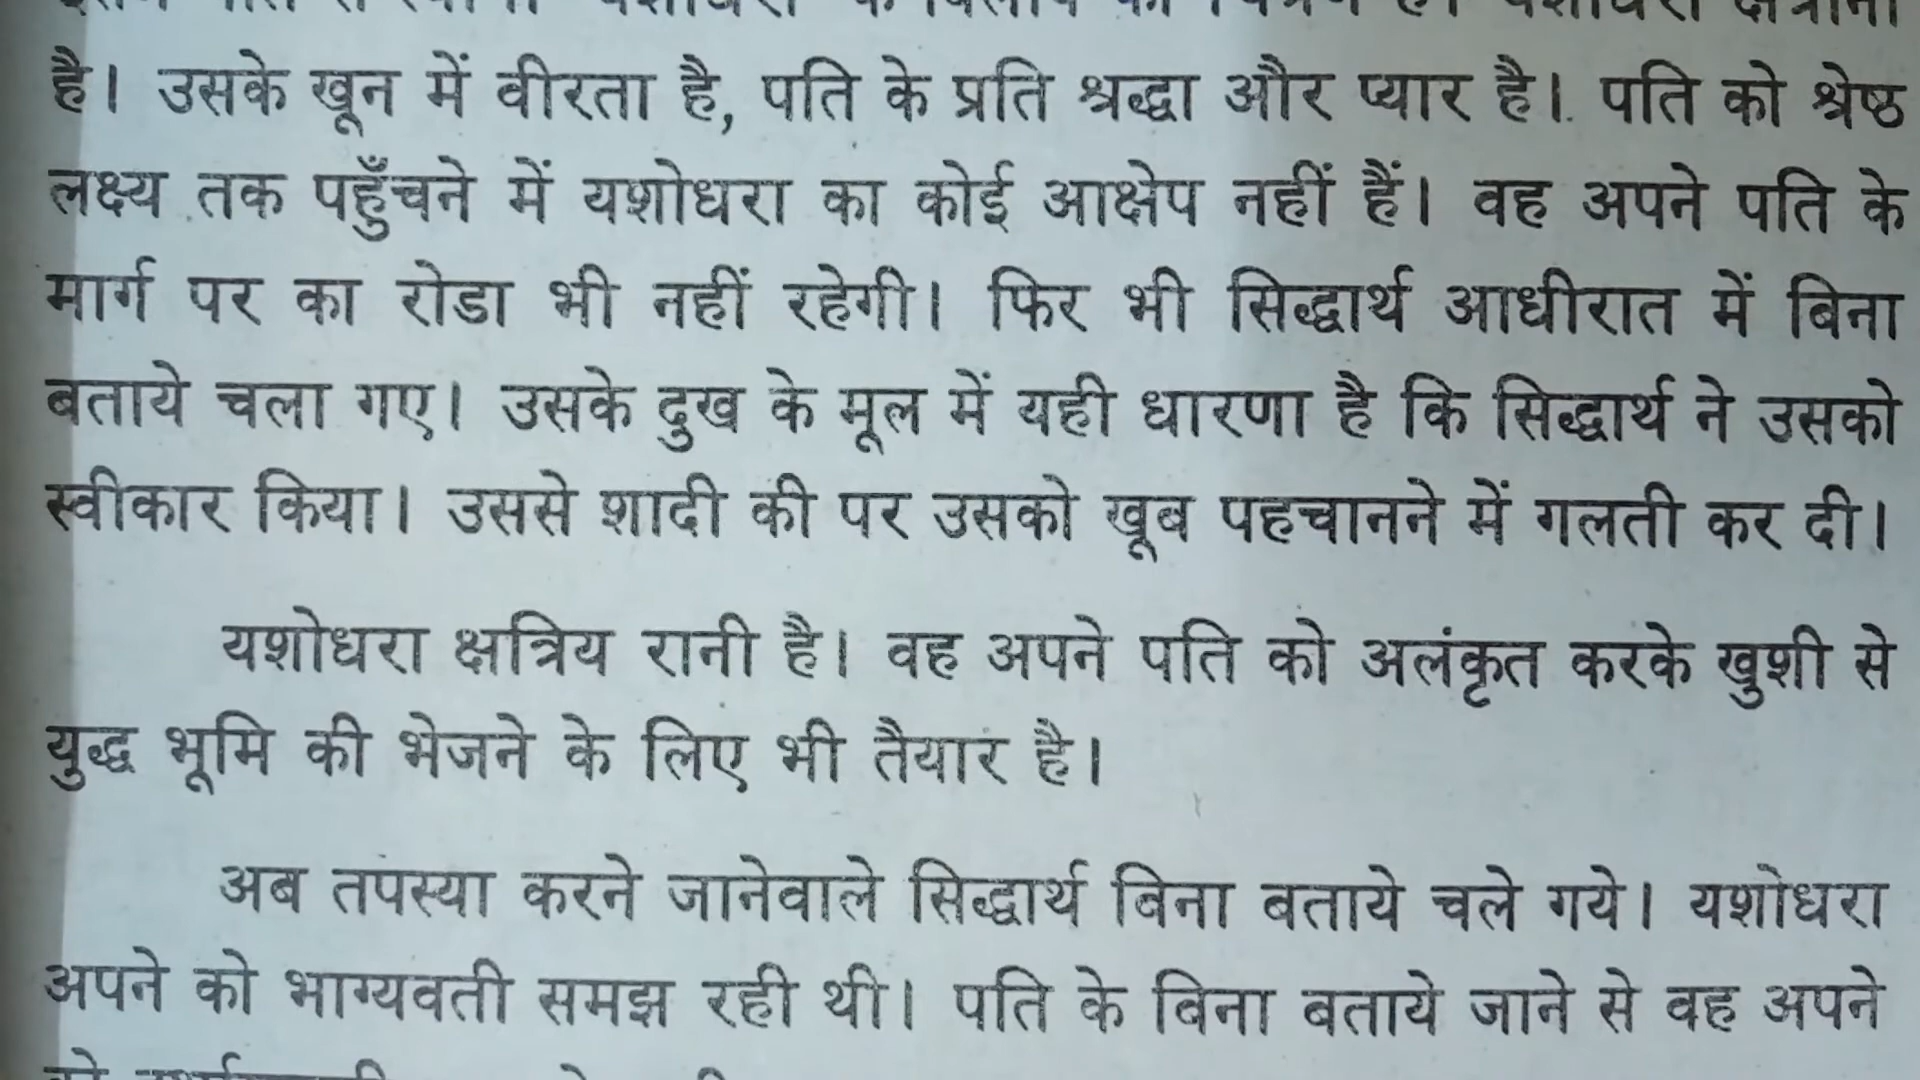 है। उसके खून में वीरता है, पति के प्रति श्रद्धा और प्यार है। पति को श्रेष्ठ
लक्ष्य तक पहुँचने में यशोधरा का कोई आक्षेप नहीं हैं। वह अपने पति के
मार्ग पर का रोडा भी नहीं रहेगी। फिर भी सिद्धार्थ आधीरात में बिना
बताये चला गए। उसके दुख के मूल में यही धारणा है कि सिद्धार्थ ने उसको
स्वीकार किया। उससे शादी की पर उसको खूब पहचानने में गलती कर दी।
यशोधरा क्षत्रिय रानी है। वह अपने पति को अलंकृत करके खुशी से
युद्ध भूमि की भेजने के लिए भी तैयार है।
अब तपस्या करने जानेवाले सिद्धार्थ बिना बताये चले गये। यशोधरा
अपने को भाग्यवती समझ रही थी। पति के बिना बताये जाने से वह अपने